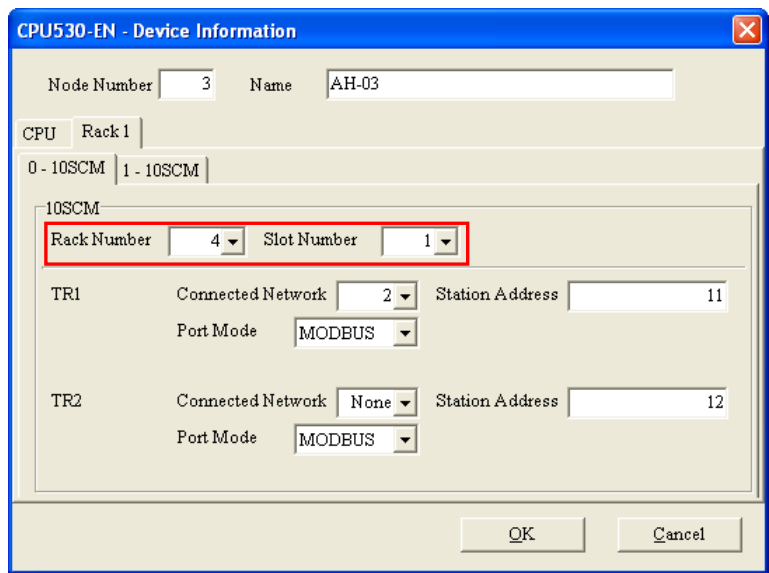 CPU530-EN - Device Information
Node Number 3 Name AH-03
CPU Rack 1
0 - 10SCM 1 - 10SCM
10SCM
Rack Number 4 Slot Number 1
TR1 Connected Network 2 Station Address 11
Port Mode MODBUS
TR2 Connected Network None Station Address 12
Port Mode MODBUS
OK Cancel